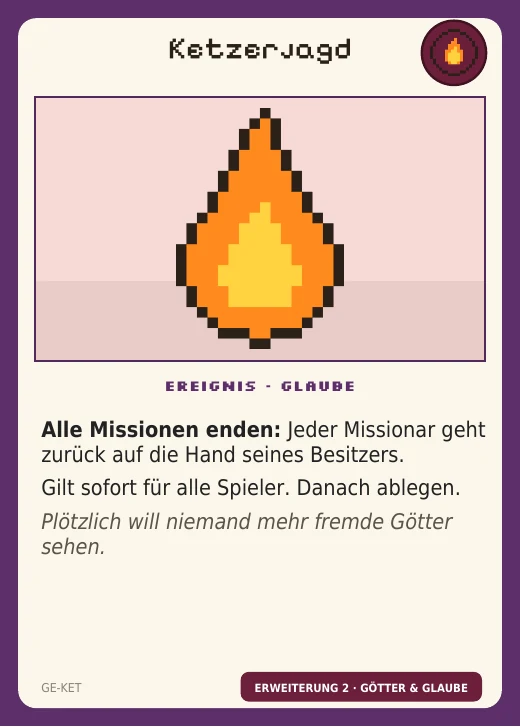 Ketzerjagd
EREIGNIS · GLAUBE
Alle Missionen enden: Jeder Missionar geht
zurück auf die Hand seines Besitzers.
Gilt sofort für alle Spieler. Danach ablegen.
Plötzlich will niemand mehr fremde Götter
sehen.
GE-KET
ERWEITERUNG 2 · GÖTTER & GLAUBE